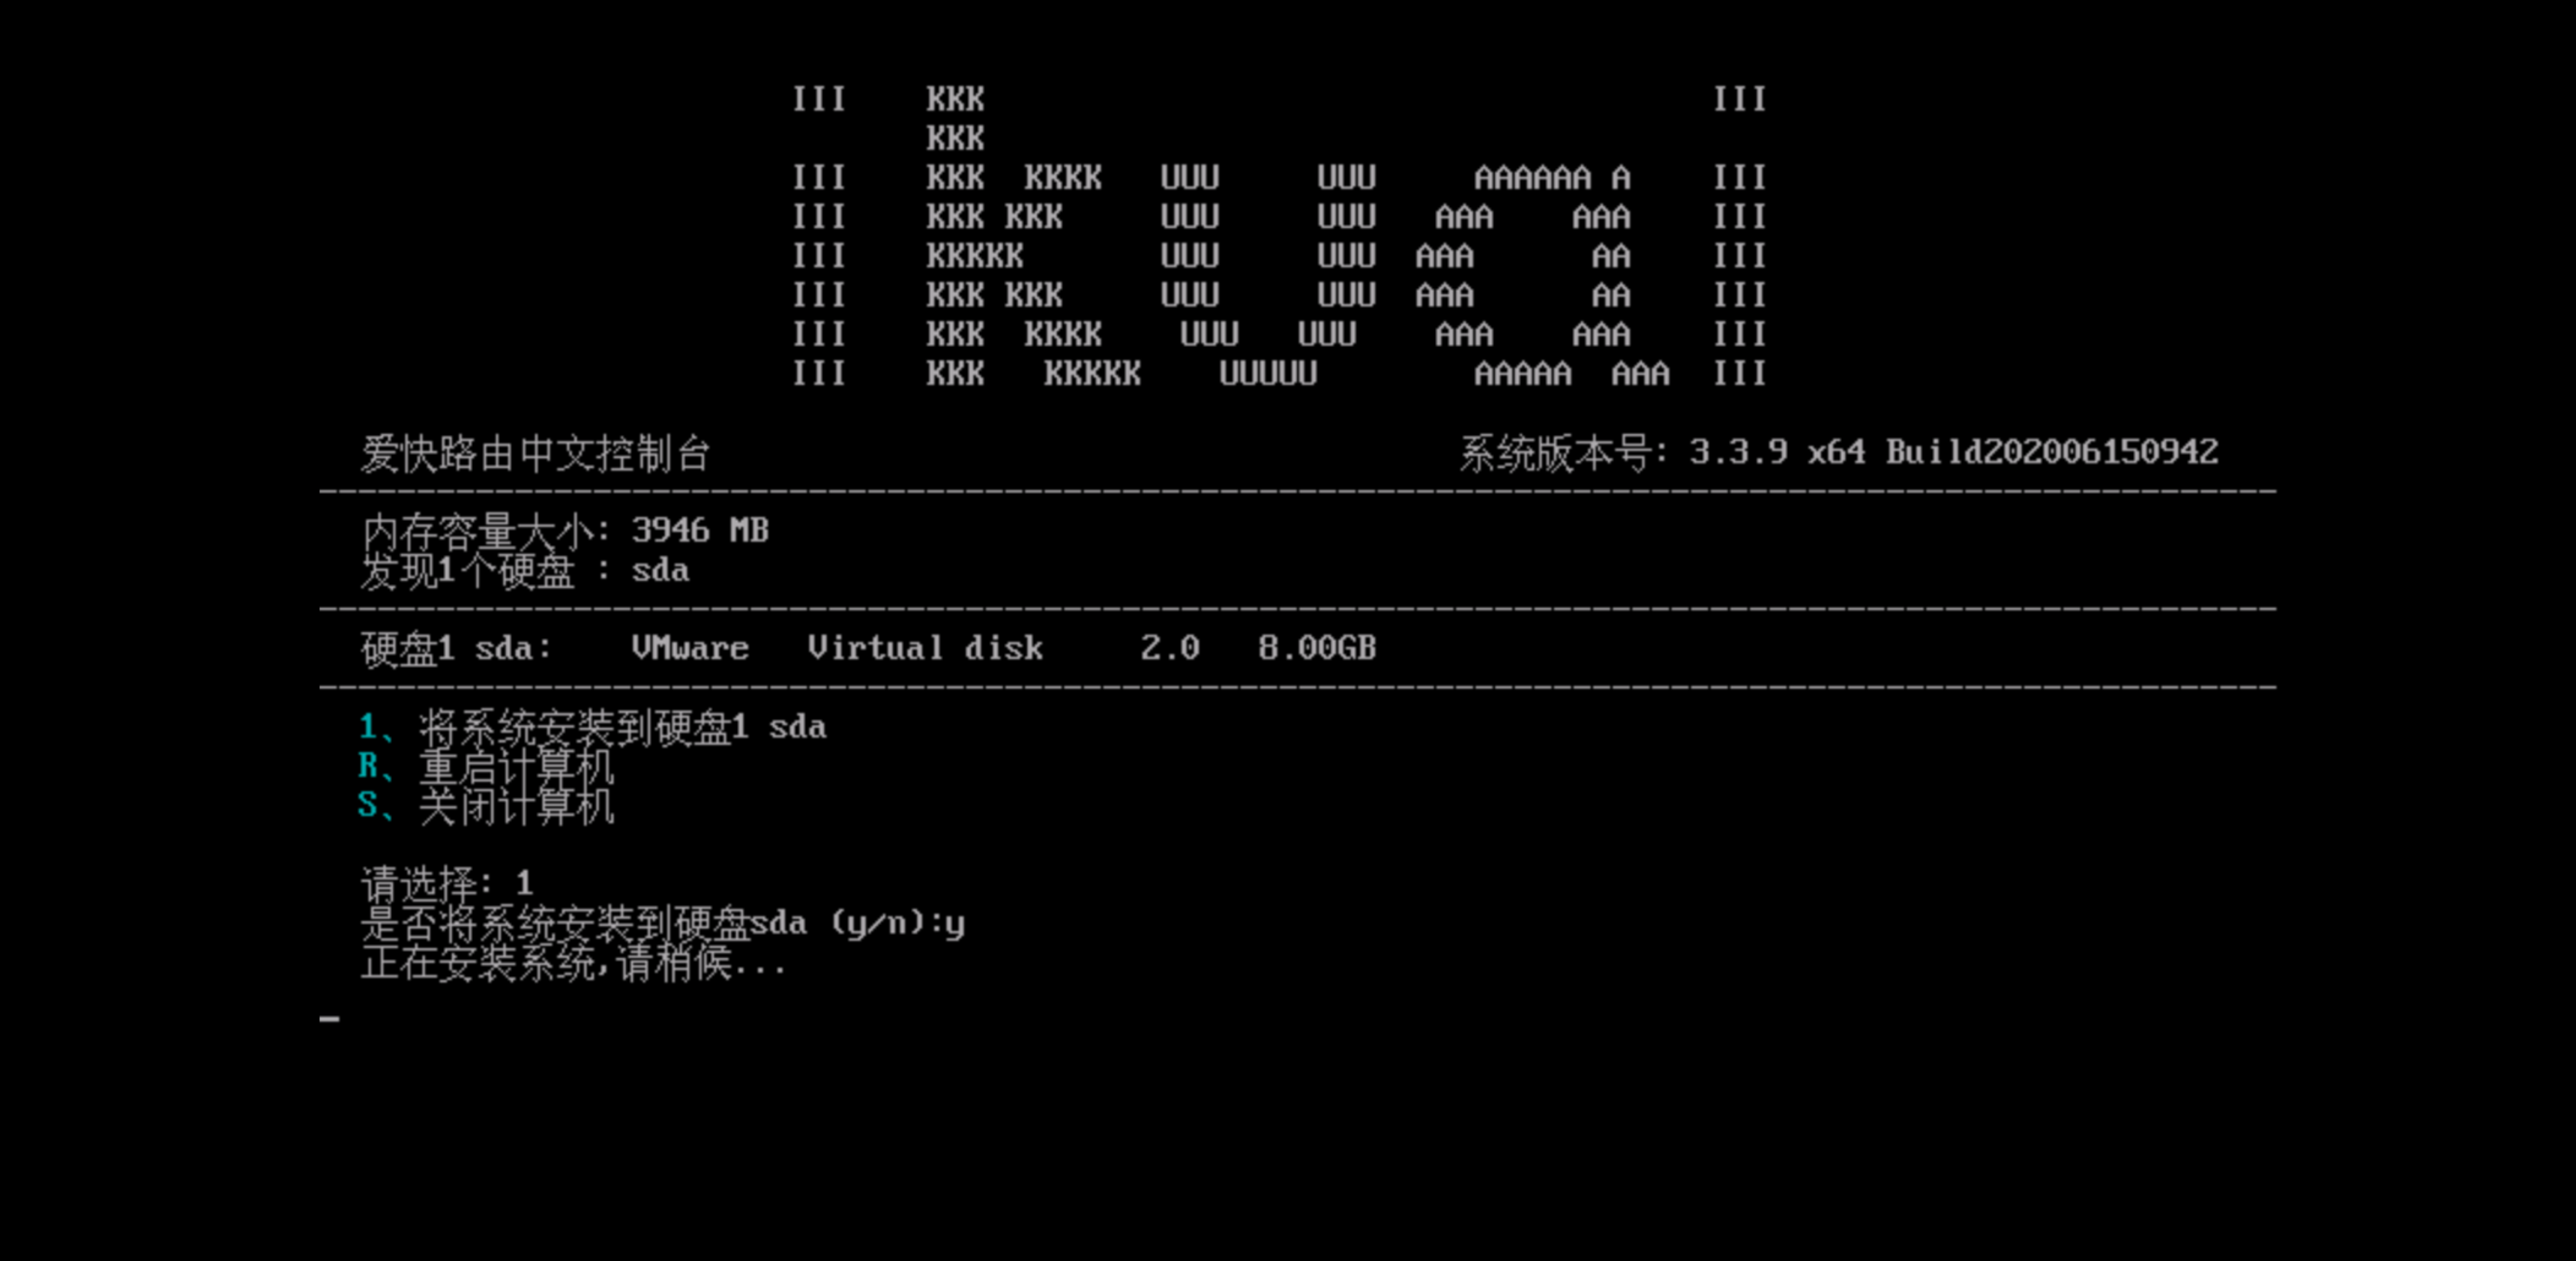 III    KKK                                     III
       KKK
III    KKK  KKKK   UUU     UUU     AAAAAA A    III
III    KKK KKK     UUU     UUU   AAA    AAA    III
III    KKKKK       UUU     UUU  AAA      AA    III
III    KKK KKK     UUU     UUU  AAA      AA    III
III    KKK  KKKK    UUU   UUU    AAA    AAA    III
III    KKK   KKKKK    UUUUU        AAAAA  AAA  III
爱快路由中文控制台 系统版本号: 3.3.9 x64 Build202006150942
内存容量大小: 3946 MB
发现1个硬盘 : sda
硬盘1 sda: VMware Virtual disk 2.0 8.00GB
1、将系统安装到硬盘1 sda
R、重启计算机
S、关闭计算机
请选择: 1
是否将系统安装到硬盘sda (y/n):y
正在安装系统,请稍候...